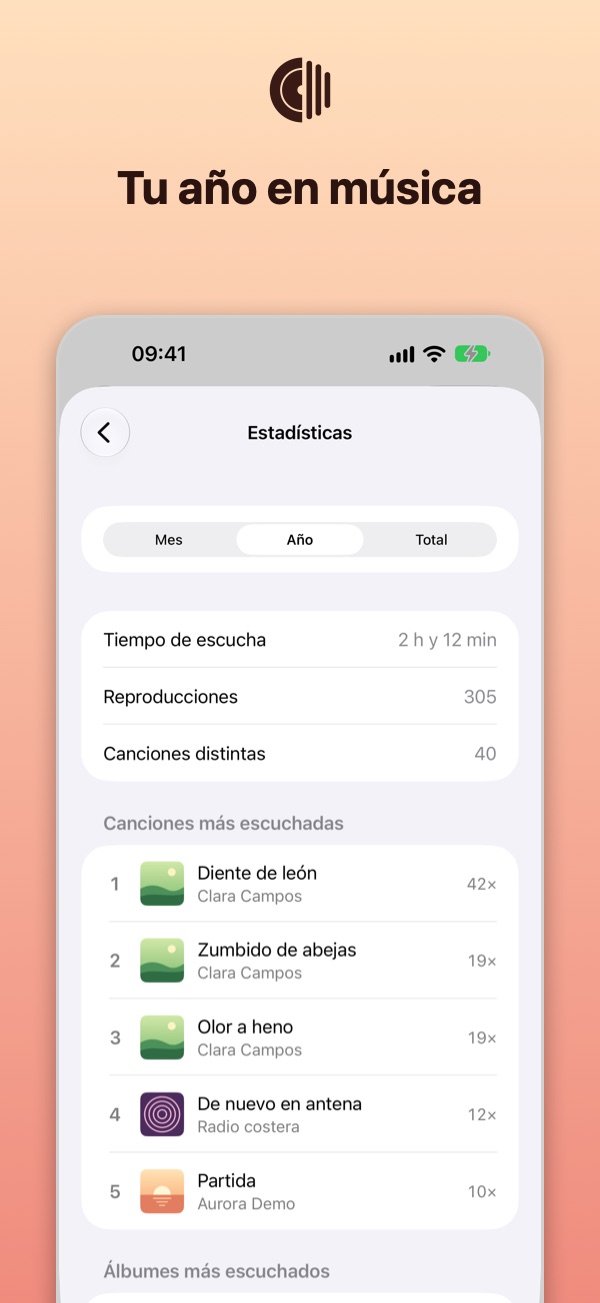 Tu año en música
09:41
Estadísticas
Mes Año Total
Tiempo de escucha 2 h y 12 min
Reproducciones 305
Canciones distintas 40
Canciones más escuchadas
1 Diente de león 42×
Clara Campos
2 Zumbido de abejas 19×
Clara Campos
3 Olor a heno 19×
Clara Campos
4 De nuevo en antena 12×
Radio costera
5 Partida 10×
Aurora Demo
Álbumes más escuchados